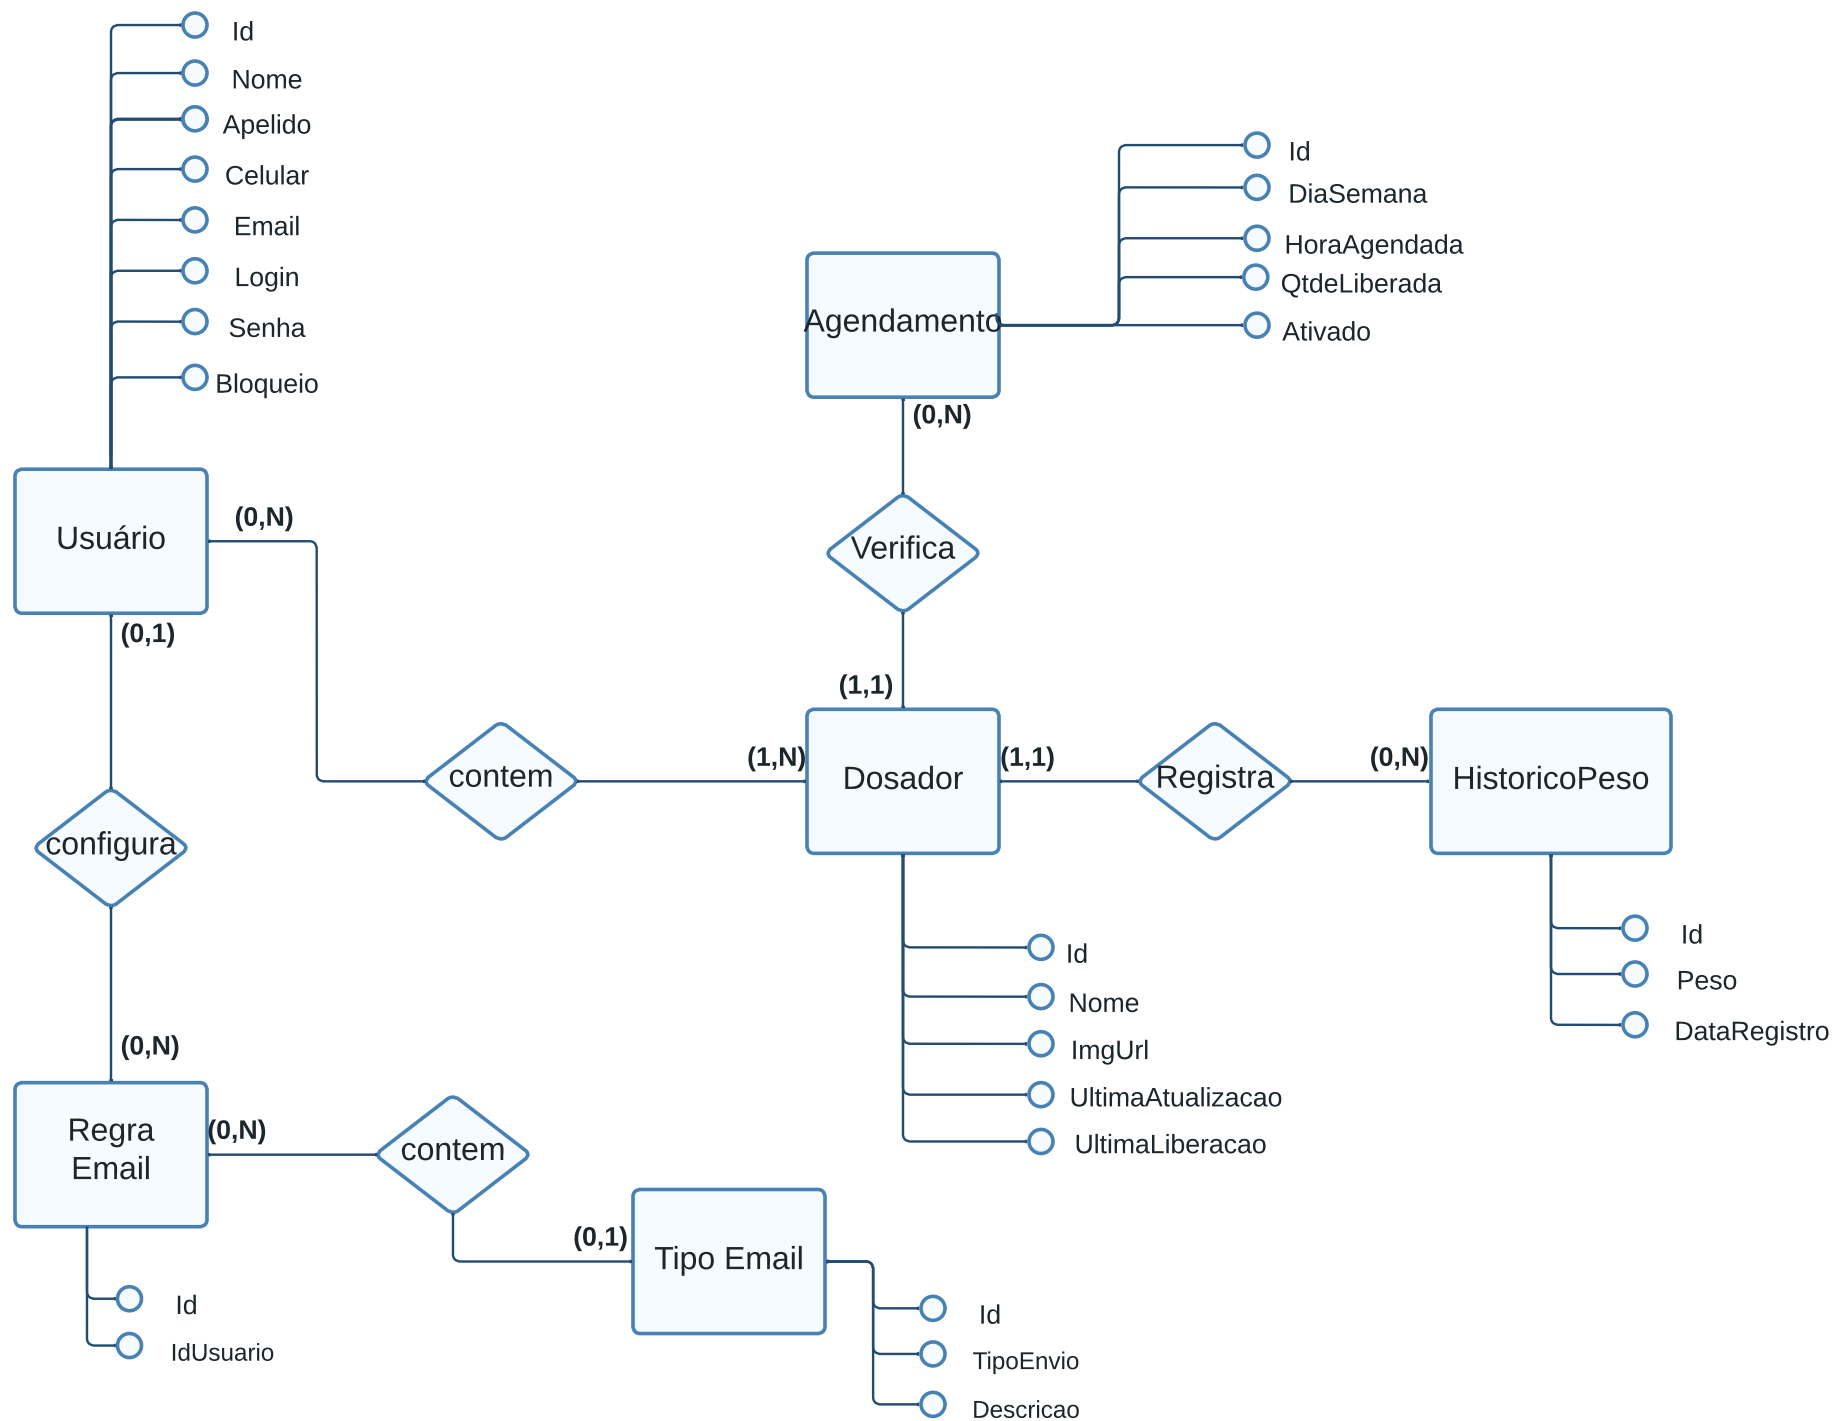 Id
Nome
Apelido
Celular
Email
Login
Senha
Bloqueio
Usuário
(0,N)
(0,1)
configura
(0,N)
Regra
Email
(0,N)
Id
IdUsuario
contem
(0,1)
Tipo Email
Id
TipoEnvio
Descricao
contem
(1,N)
Dosador
(1,1)
(1,1)
Verifica
(0,N)
Agendamento
Id
DiaSemana
HoraAgendada
QtdeLiberada
Ativado
Registra
(0,N)
HistoricoPeso
Id
Peso
DataRegistro
Id
Nome
ImgUrl
UltimaAtualizacao
UltimaLiberacao